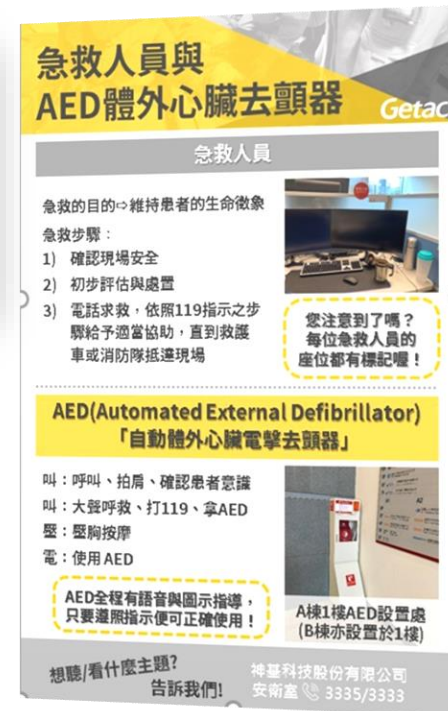 急救人員與
AED體外心臟去顫器
Getac
急救人員
急救的目的⇨維持患者的生命徵象
急救步驟：
1) 確認現場安全
2) 初步評估與處置
3) 電話求救，依照119指示之步
驟給予適當協助，直到救護
車或消防隊抵達現場
您注意到了嗎？
每位急救人員的
座位都有標記喔！
AED(Automated External Defibrillator)
「自動體外心臟電擊去顫器」
叫：呼叫、拍肩、確認患者意識
叫：大聲呼救、打119、拿AED
壓：壓胸按摩
電：使用 AED
AED全程有語音與圖示指導，
只要遵照指示便可正確使用！
A棟1樓AED設置處
(B棟亦設置於1樓)
想聽/看什麼主題?
告訴我們!
神基科技股份有限公司
安衛室 3335/3333